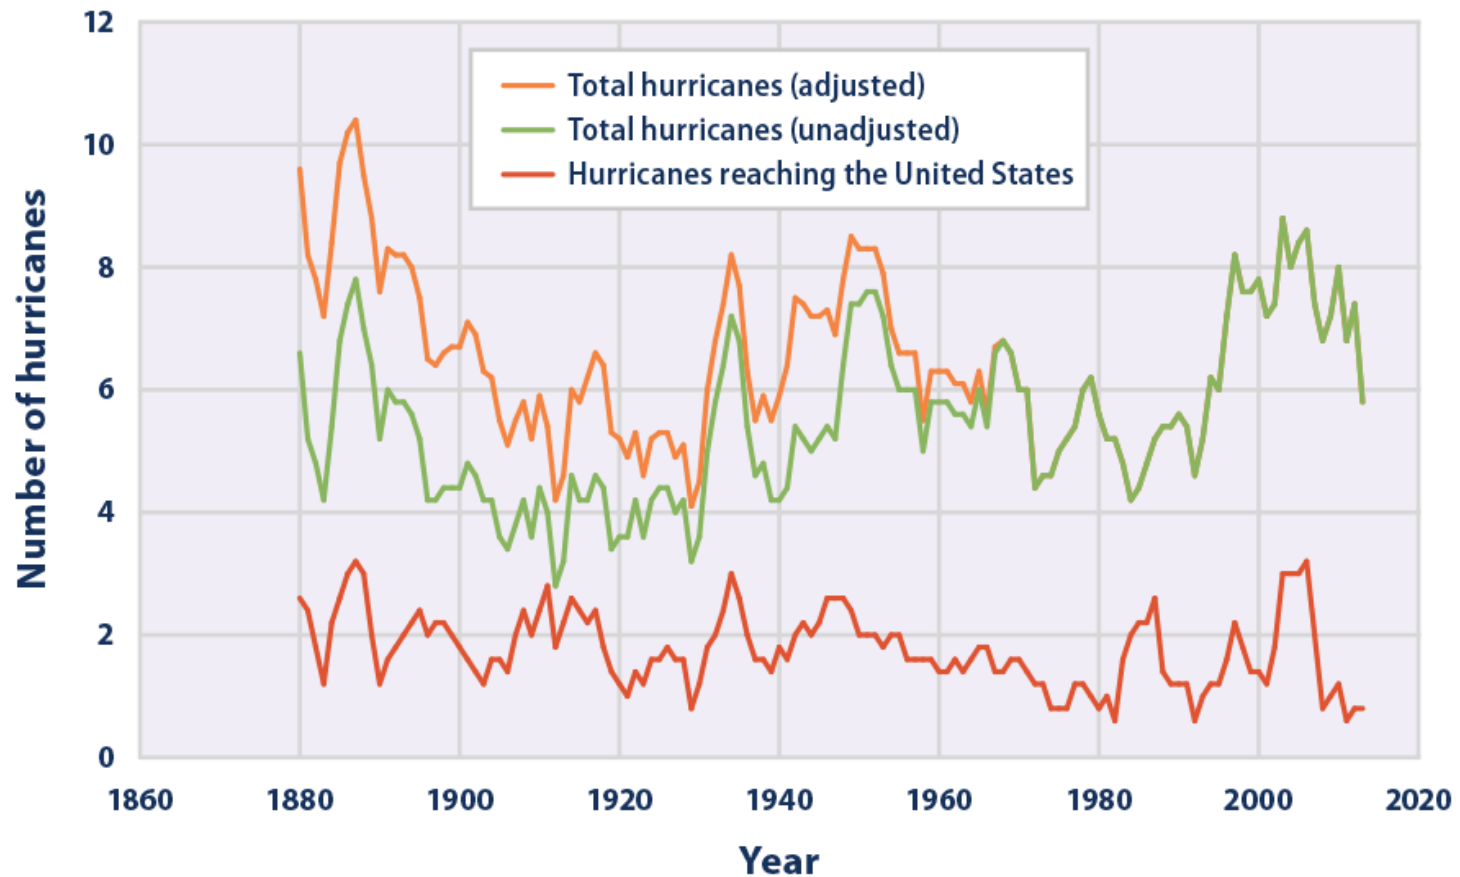 12
Total hurricanes (adjusted)
Total hurricanes (unadjusted)
10
Hurricanes reaching the United States
Number of hurricanes
8
6
4
2
0
1860 1880 1900 1920 1940 1960 1980 2000 2020
Year